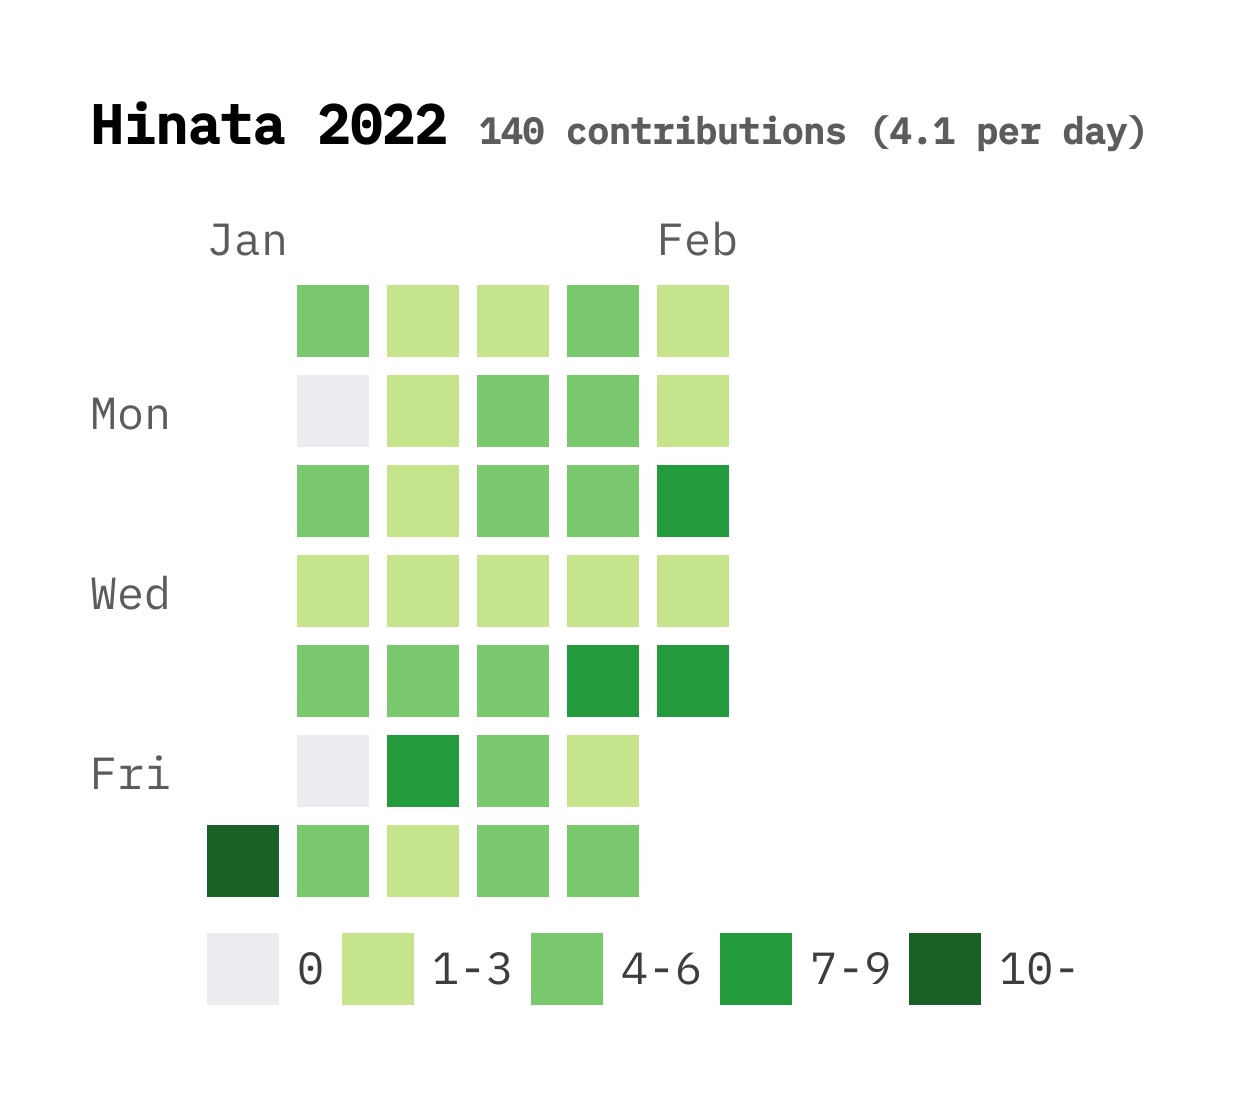 Hinata 2022 140 contributions (4.1 per day)
Jan Feb
Mon
Wed
Fri
0 1-3 4-6 7-9 10-